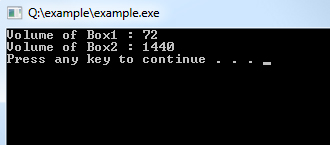 Q:\example\example.exe
Volume of Box1 : 72
Volume of Box2 : 1440
Press any key to continue . . .